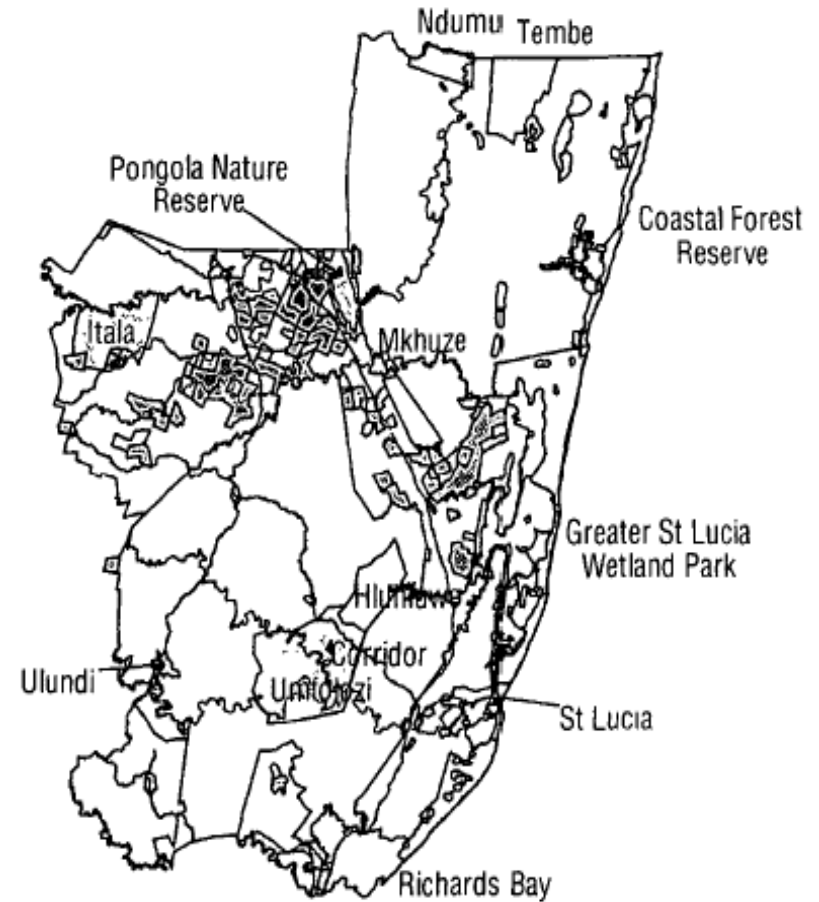 Ndumu Tembe
Pongola Nature
Reserve
Coastal Forest
Reserve
Itala
Mkhuze
Greater St Lucia
Wetland Park
Hluhluwe
Corridor
Ulundi
Umfolozi
St Lucia
Richards Bay